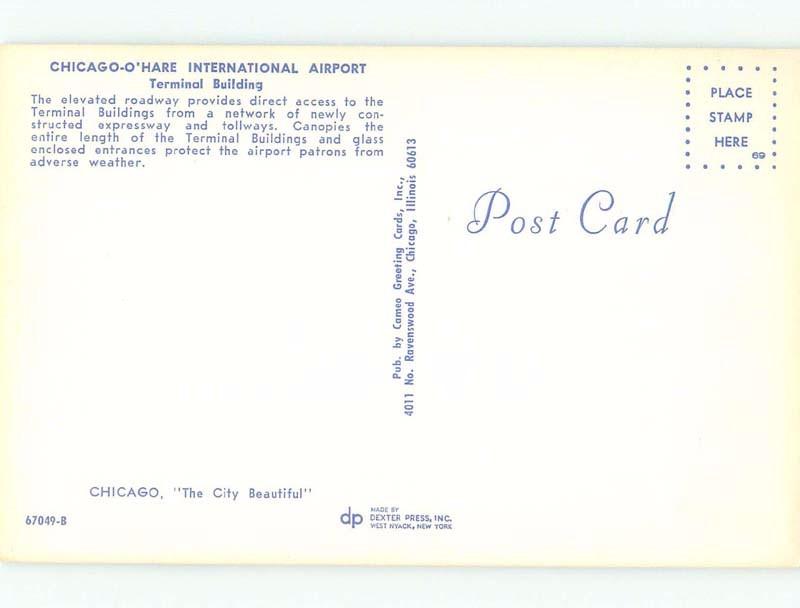 CHICAGO-O'HARE INTERNATIONAL AIRPORT
Terminal Building
The elevated roadway provides direct access to the
Terminal Buildings from a network of newly con-
structed expressway and tollways. Canopies the
entire length of the Terminal Buildings and glass
enclosed entrances protect the airport patrons from
adverse weather.
Pub. by Cameo Greeting Cards, Inc.,
4011 No. Ravenswood Ave., Chicago, Illinois 60613
PLACE
STAMP
HERE
69
Post Card
CHICAGO, "The City Beautiful"
67049-B
dp
MADE BY
DEXTER PRESS, INC.
WEST NYACK, NEW YORK